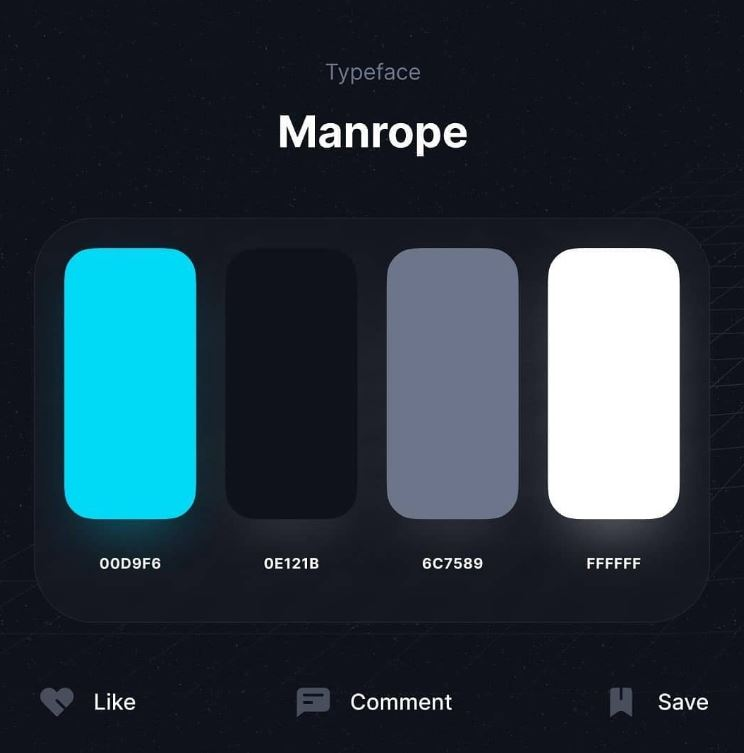 Typeface
Manrope
00D9F6 0E121B 6C7589 FFFFFF
Like Comment Save